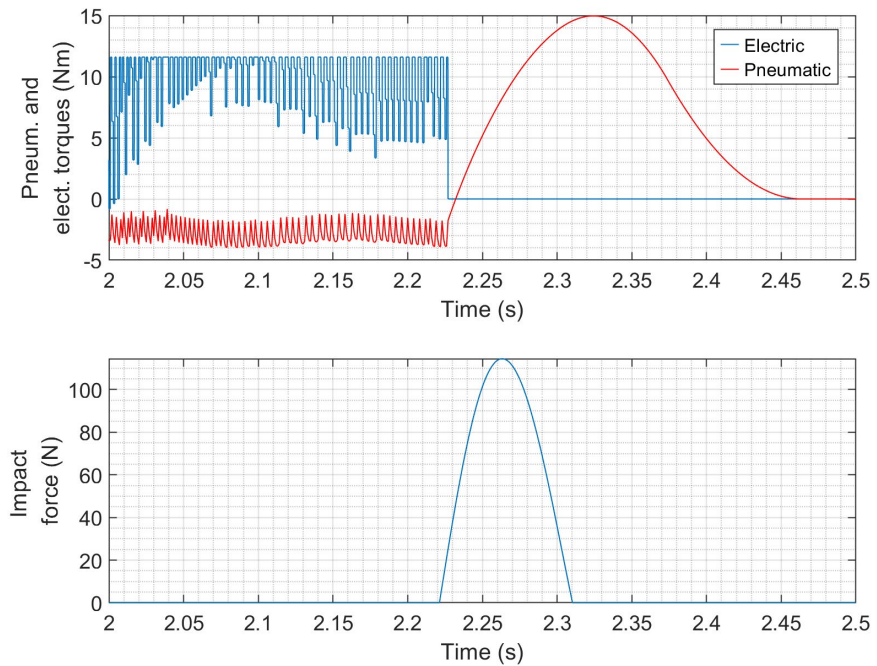 15
10
5
0
-5
Pneum. and
elect. torques (Nm)
Electric
Pneumatic
2 2.05 2.1 2.15 2.2 2.25 2.3 2.35 2.4 2.45 2.5
Time (s)
100
80
60
40
20
0
Impact
force (N)
2 2.05 2.1 2.15 2.2 2.25 2.3 2.35 2.4 2.45 2.5
Time (s)